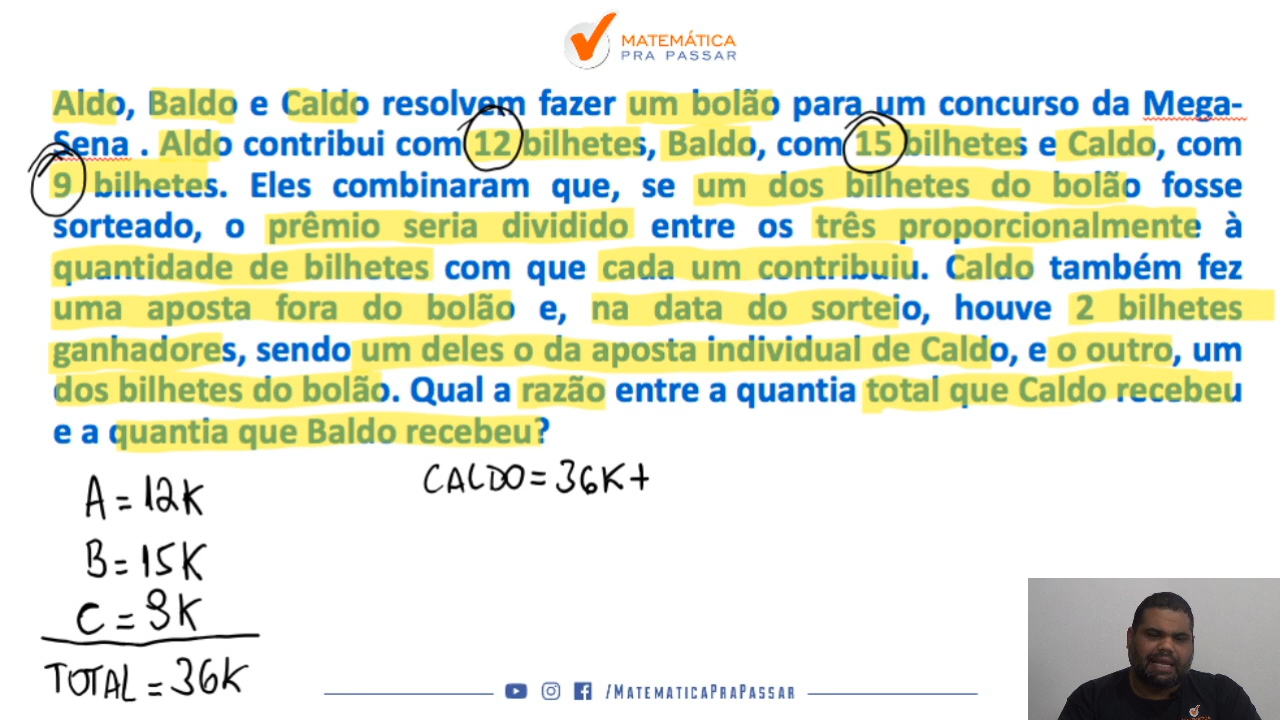 MATEMÁTICA
PRA PASSAR
Aldo, Baldo e Caldo resolvem fazer um bolão para um concurso da Mega-
Sena . Aldo contribui com 12 bilhetes, Baldo, com 15 bilhetes e Caldo, com
9 bilhetes. Eles combinaram que, se um dos bilhetes do bolão fosse
sorteado, o prêmio seria dividido entre os três proporcionalmente à
quantidade de bilhetes com que cada um contribuiu. Caldo também fez
uma aposta fora do bolão e, na data do sorteio, houve 2 bilhetes
ganhadores, sendo um deles o da aposta individual de Caldo, e o outro, um
dos bilhetes do bolão. Qual a razão entre a quantia total que Caldo recebeu
e a quantia que Baldo recebeu?
A = 12K
B = 15K
C = 9K
TOTAL = 36K
CALDO = 36K +
/MATEMATICAPRAPASSAR